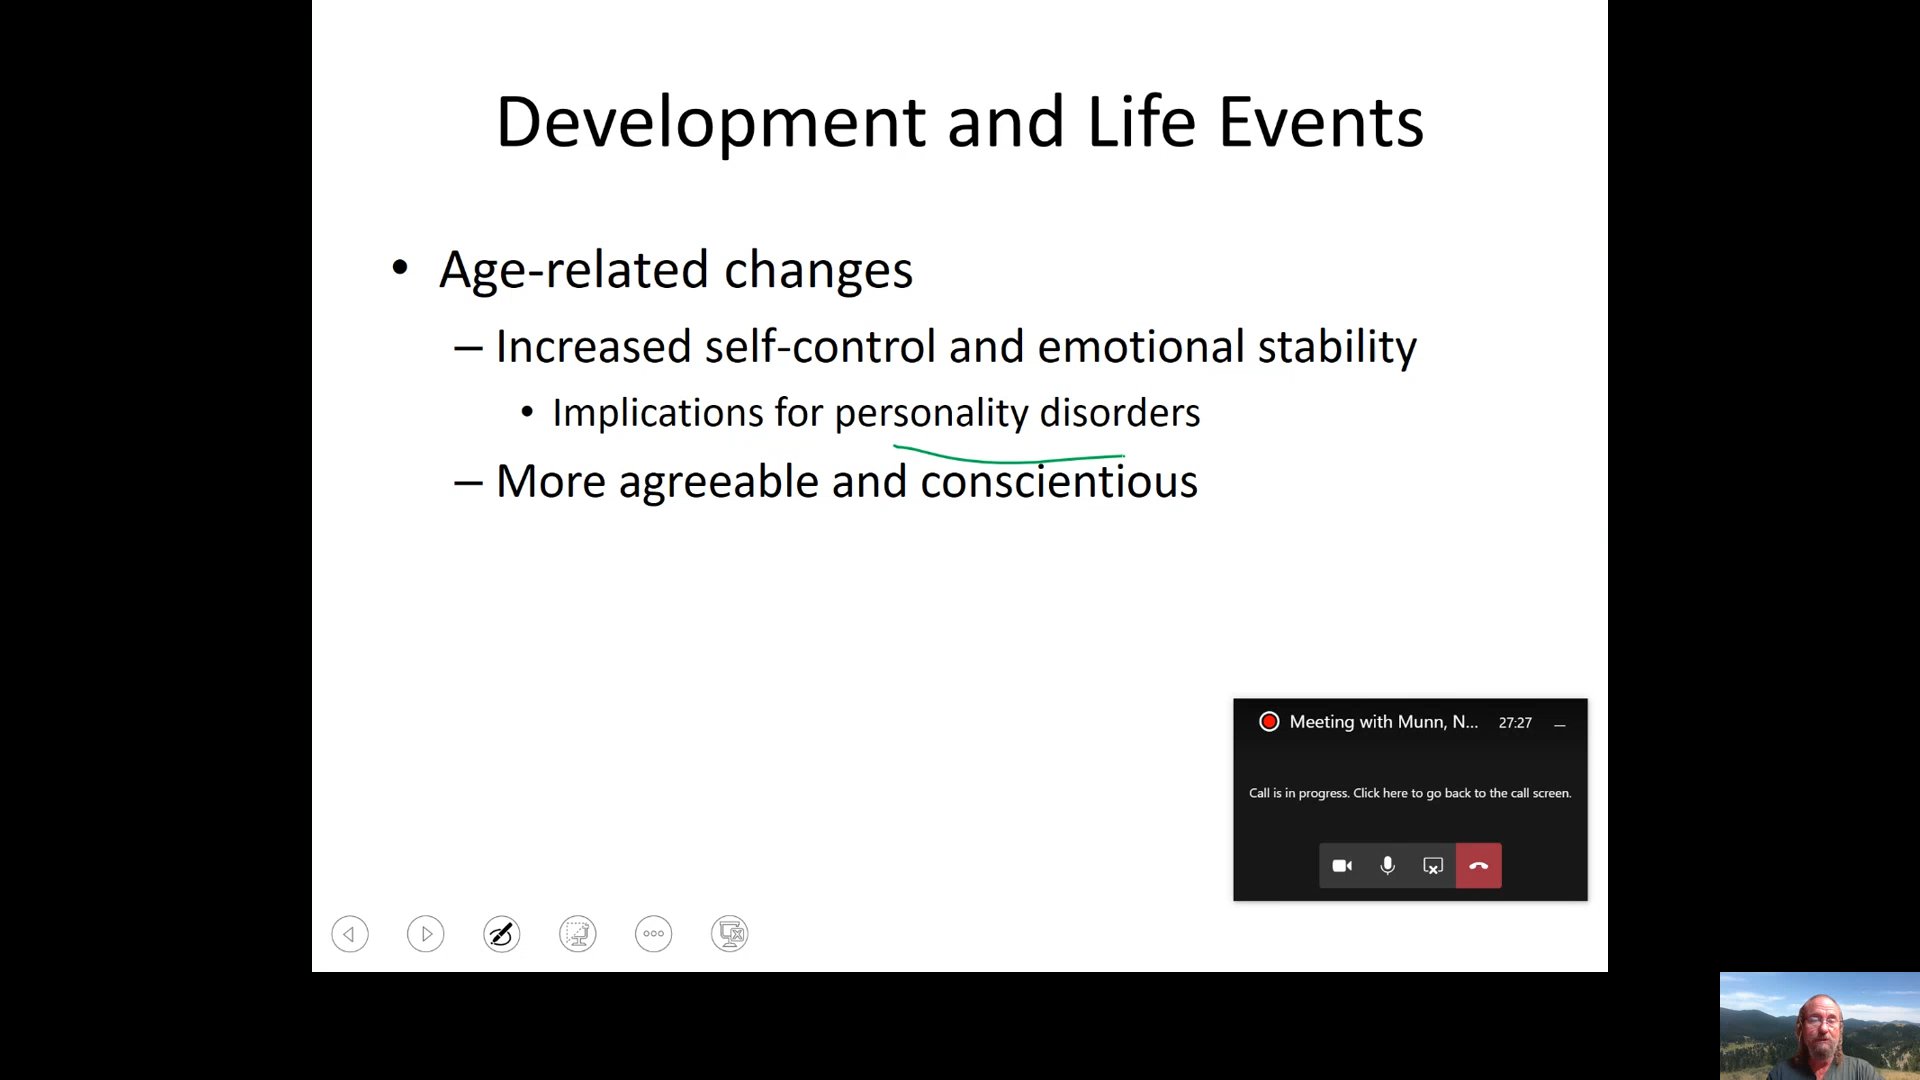 Development and Life Events
• Age-related changes
– Increased self-control and emotional stability
• Implications for personality disorders
– More agreeable and conscientious
Meeting with Munn, N... 27:27
Call is in progress. Click here to go back to the call screen.